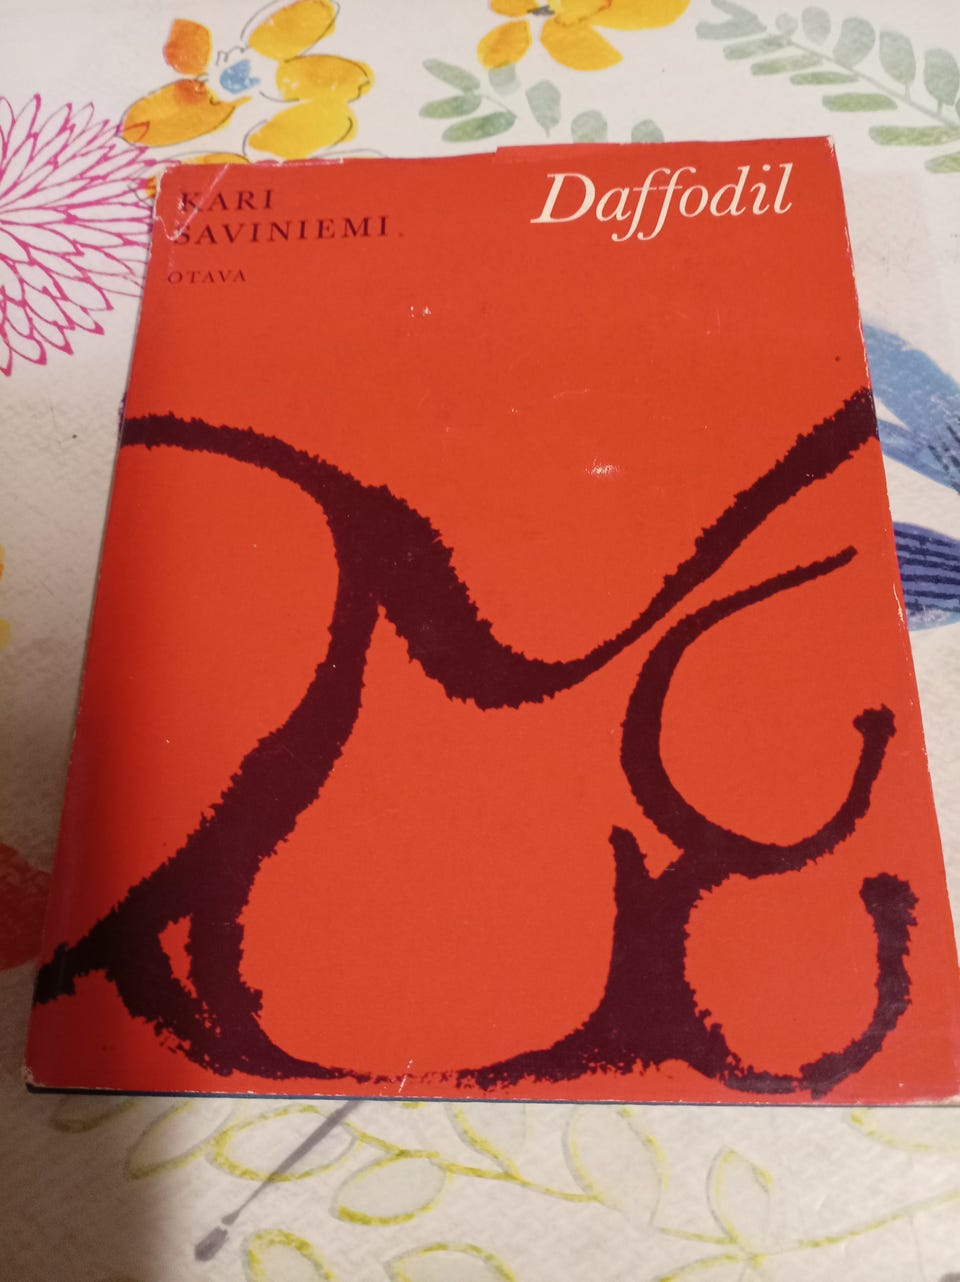 KARI
SAVINIEMI
OTAVA
Daffodil